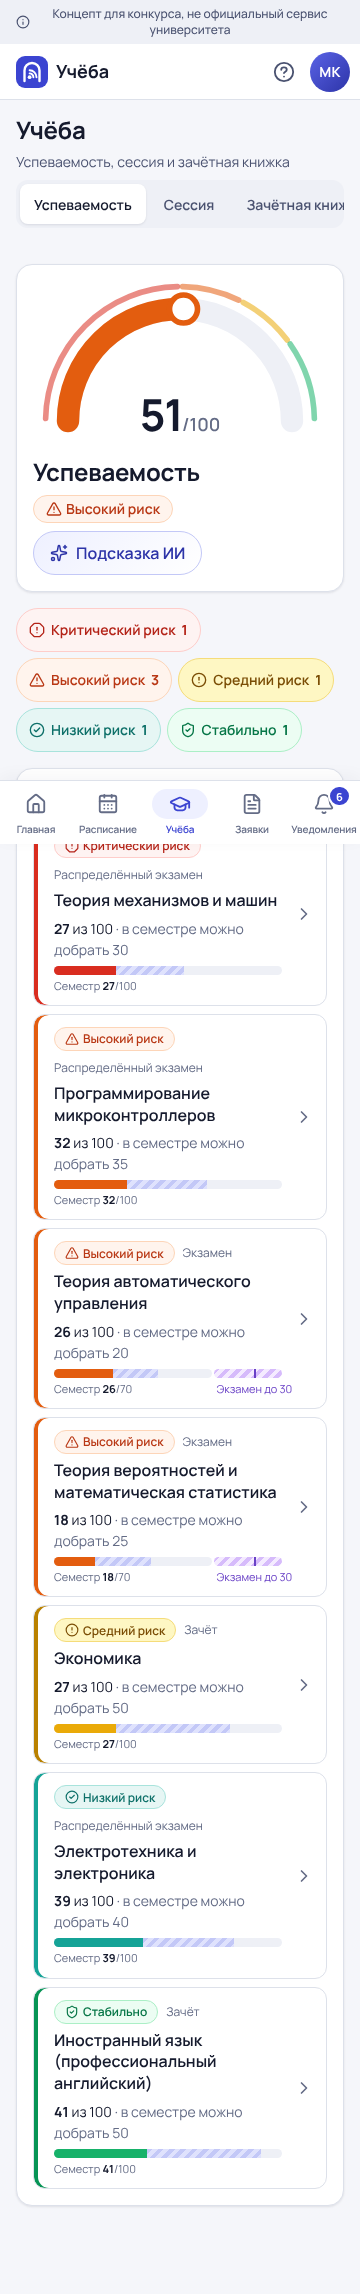 Концепт для конкурса, не официальный сервис
университета
Учёба
МК
Учёба
Успеваемость, сессия и зачётная книжка
Успеваемость
Сессия
Зачётная книж
51/100
Успеваемость
Высокий риск
Подсказка ИИ
Критический риск 1
Высокий риск 3
Средний риск 1
Низкий риск 1
Стабильно 1
6
Главная
Расписание
Учёба
Заявки
Уведомления
Критический риск
Распределённый экзамен
Теория механизмов и машин
27 из 100 · в семестре можно
добрать 30
Семестр 27/100
Высокий риск
Распределённый экзамен
Программирование
микроконтроллеров
32 из 100 · в семестре можно
добрать 35
Семестр 32/100
Высокий риск Экзамен
Теория автоматического
управления
26 из 100 · в семестре можно
добрать 20
Семестр 26/70
Экзамен до 30
Высокий риск Экзамен
Теория вероятностей и
математическая статистика
18 из 100 · в семестре можно
добрать 25
Семестр 18/70
Экзамен до 30
Средний риск Зачёт
Экономика
27 из 100 · в семестре можно
добрать 50
Семестр 27/100
Низкий риск
Распределённый экзамен
Электротехника и
электроника
39 из 100 · в семестре можно
добрать 40
Семестр 39/100
Стабильно Зачёт
Иностранный язык
(профессиональный
английский)
41 из 100 · в семестре можно
добрать 50
Семестр 41/100